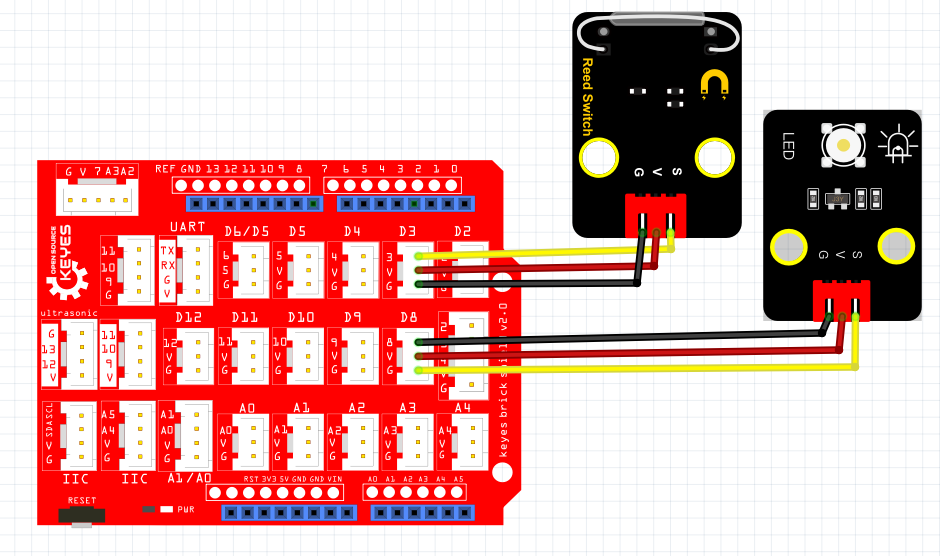 Reed Switch
G V S
LED
G V S
G V 7 A3A2
REF GND 13 12 11 10 9 8 7 6 5 4 3 2 1 0
OPEN SOURCE
KEYES
UART
D6/D5 D5 D4 D3 D2
11
10
9
G
TX
RX
G
V
6
5
G
5
V
G
4
V
G
3
V
G
ultrasonic
D12 D11 D10 D9 D8
G
13
12
V
11
10
9
V
12
V
G
11
V
G
10
V
G
9
V
G
8
V
G
2
G
keyes brick
v2.0
A0 A1 A2 A3 A4
SDASCL
V
G
A5
A4
V
G
A1
A0
V
G
A0
V
G
A1
V
G
A2
V
G
A3
V
G
A4
V
G
IIC IIC A1/A0
RST 3V3 5V GND GND VIN
A0 A1 A2 A3 A4 A5
RESET
PWR